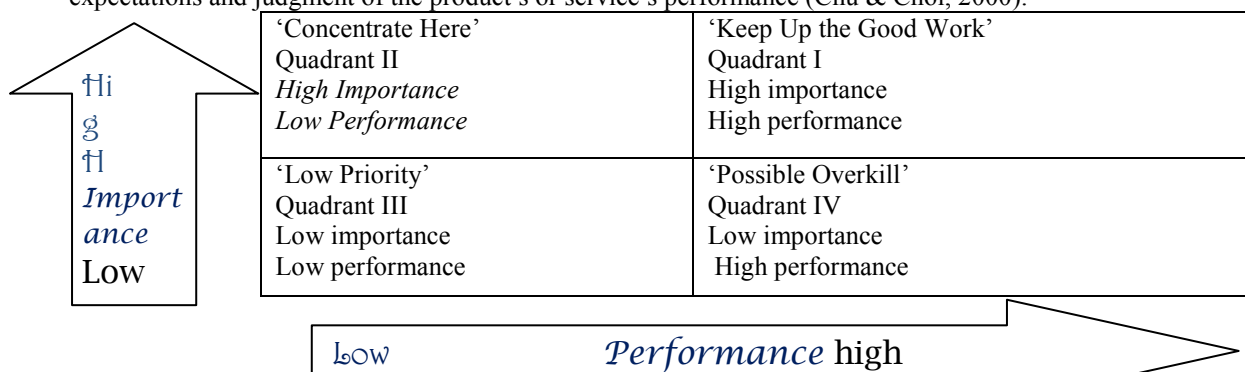 expectations and judgment of the product's or service's performance (Chu & Choi, 2000).
'Concentrate Here'
Quadrant II
High Importance
Low Performance
'Keep Up the Good Work'
Quadrant I
High importance
High performance
Hi
g
H
Import
ance
Low
'Low Priority'
Quadrant III
Low importance
Low performance
'Possible Overkill'
Quadrant IV
Low importance
High performance
Low Performance high